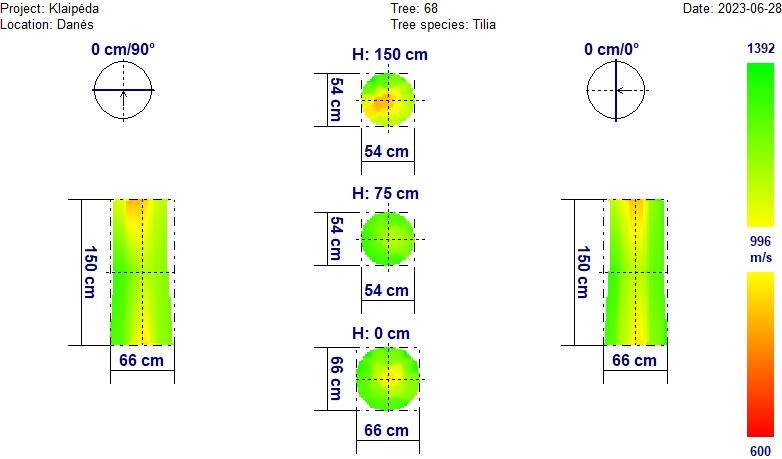 Project: Klaipėda
Tree: 68
Date: 2023-06-28
Location: Danės
Tree species: Tilia
0 cm/90°
H: 150 cm
0 cm/0°
1392
54 cm
54 cm
H: 75 cm
54 cm
54 cm
996
m/s
150 cm
150 cm
H: 0 cm
66 cm
66 cm
66 cm
66 cm
600